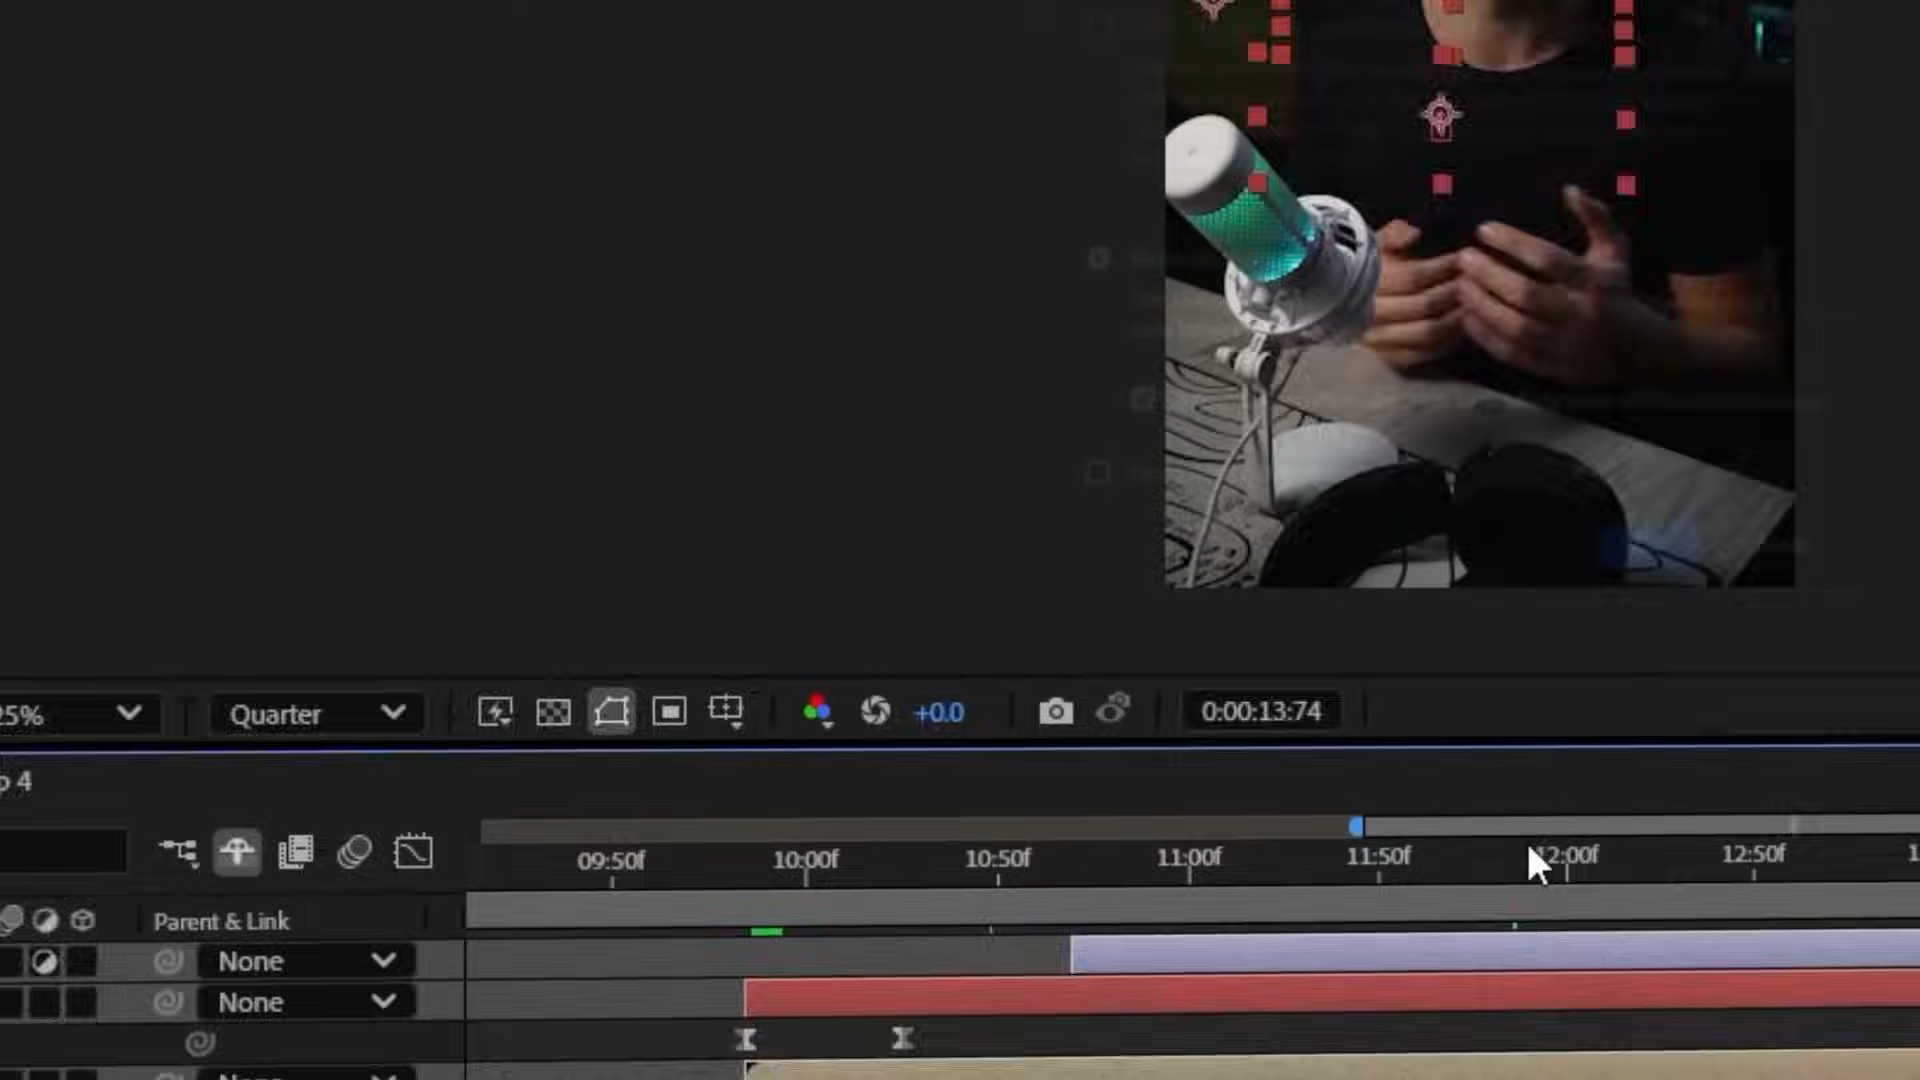 25%
Quarter
+0.0
0:00:13:74
p 4
09:50f
10:00f
10:50f
11:00f
11:50f
12:00f
12:50f
Parent & Link
None
None